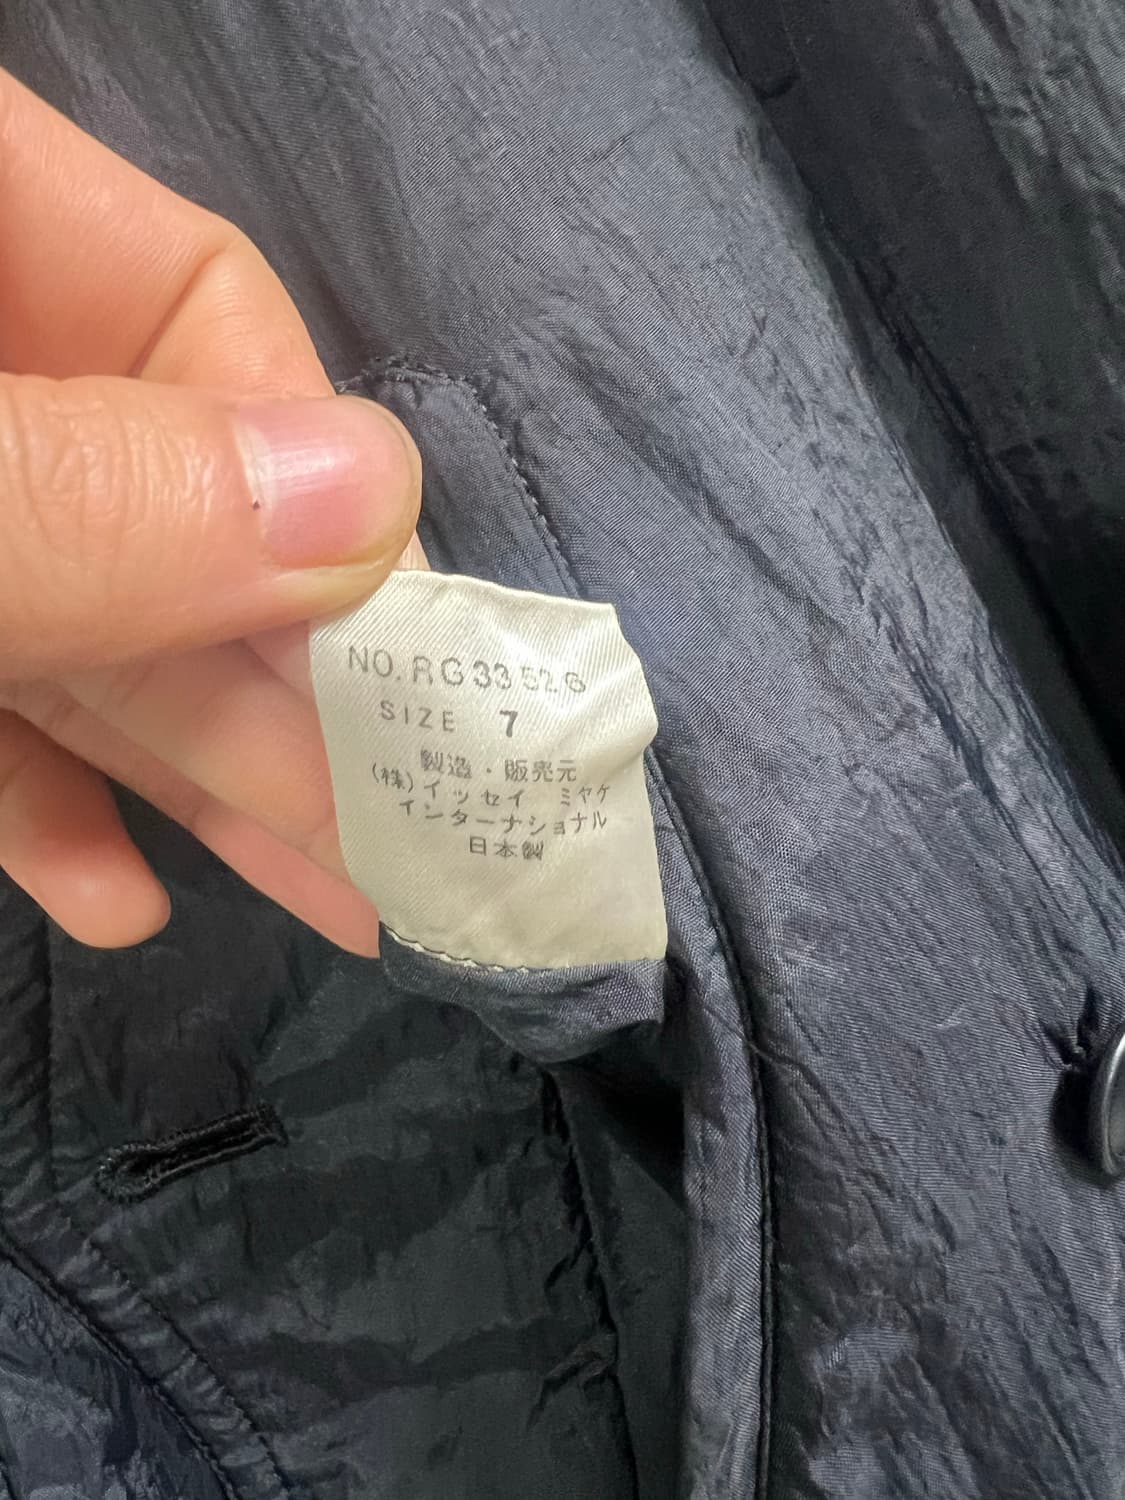 NO. RG33526
SIZE 7
製造・販売元
(株)イッセイ ミヤケ
インターナショナル
日本製